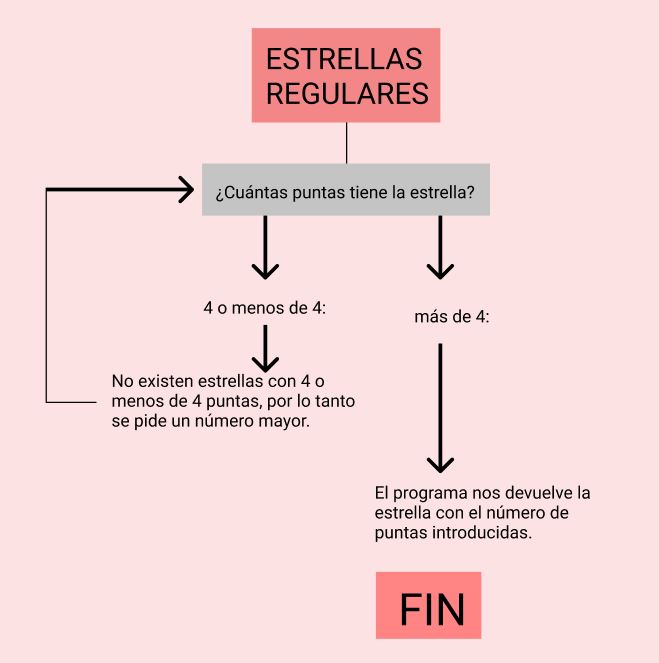 ESTRELLAS
REGULARES
¿Cuántas puntas tiene la estrella?
4 o menos de 4:
más de 4:
No existen estrellas con 4 o
menos de 4 puntas, por lo tanto
se pide un número mayor.
El programa nos devuelve la
estrella con el número de
puntas introducidas.
FIN